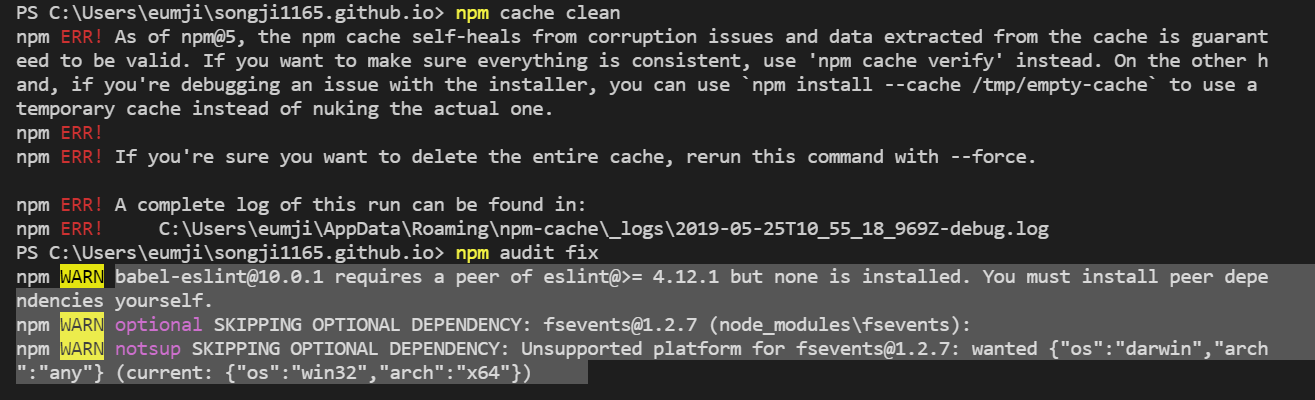 PS C:\Users\eumji\songji1165.github.io> npm cache clean
npm ERR! As of npm@5, the npm cache self-heals from corruption issues and data extracted from the cache is guarant
eed to be valid. If you want to make sure everything is consistent, use 'npm cache verify' instead. On the other h
and, if you're debugging an issue with the installer, you can use `npm install --cache /tmp/empty-cache` to use a
temporary cache instead of nuking the actual one.
npm ERR!
npm ERR! If you're sure you want to delete the entire cache, rerun this command with --force.
npm ERR! A complete log of this run can be found in:
npm ERR!     C:\Users\eumji\AppData\Roaming\npm-cache\_logs\2019-05-25T10_55_18_969Z-debug.log
PS C:\Users\eumji\songji1165.github.io> npm audit fix
npm WARN babel-eslint@10.0.1 requires a peer of eslint@>= 4.12.1 but none is installed. You must install peer depe
ndencies yourself.
npm WARN optional SKIPPING OPTIONAL DEPENDENCY: fsevents@1.2.7 (node_modules\fsevents):
npm WARN notsup SKIPPING OPTIONAL DEPENDENCY: Unsupported platform for fsevents@1.2.7: wanted {"os":"darwin","arch
":"any"} (current: {"os":"win32","arch":"x64"})